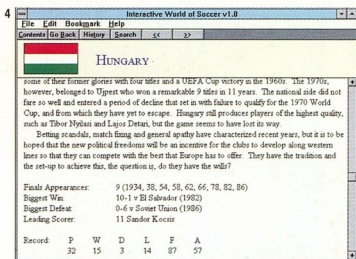 4
Interactive World of Soccer v1.0
File Edit Bookmark Help
Contents Go Back History Search << >>
HUNGARY
some of their former glories with four titles and a UEFA Cup victory in the 1960s. The 1970s,
however, belonged to Ujpest who won a remarkable 9 titles in 11 years. The national side did not
fare so well and entered a period of decline that set in with failure to qualify for the 1970 World
Cup, and from which they have yet to escape. Hungary still produces players of the highest quality,
such as Tibor Nyilasi and Lajos Detari, but the game seems to have lost its way.
Betting scandals, match fixing and general apathy have characterized recent years, but it is to be
hoped that the new political freedoms will be an incentive for the clubs to develop along western
lines so that they can compete with the best that Europe has to offer. They have the tradition and
the set-up to achieve this, the question is, do they have the wills?
Finals Appearances: 9 (1934, 38, 54, 58, 62, 66, 78, 82, 86)
Biggest Win: 10-1 v El Salvador (1982)
Biggest Defeat: 0-6 v Soviet Union (1986)
Leading Scorer: 11 Sandor Kocsis
Record: P W D L F A
32 15 3 14 87 57